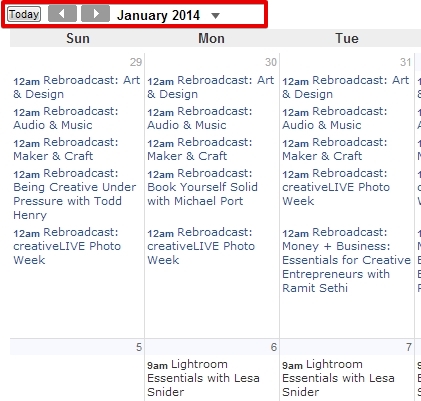 Today January 2014
Sun Mon Tue
29 30 31
12am Rebroadcast: Art
& Design
12am Rebroadcast:
Audio & Music
12am Rebroadcast:
Maker & Craft
12am Rebroadcast:
Being Creative Under
Pressure with Todd
Henry
12am Rebroadcast:
creativeLIVE Photo
Week
12am Rebroadcast: Art
& Design
12am Rebroadcast:
Audio & Music
12am Rebroadcast:
Maker & Craft
12am Rebroadcast:
Book Yourself Solid
with Michael Port
12am Rebroadcast:
creativeLIVE Photo
Week
12am Rebroadcast: Art
& Design
12am Rebroadcast:
Audio & Music
12am Rebroadcast:
Maker & Craft
12am Rebroadcast:
creativeLIVE Photo
Week
12am Rebroadcast:
Money + Business:
Essentials for Creative
Entrepreneurs with
Ramit Sethi
5 6 7
9am Lightroom
Essentials with Lesa
Snider
9am Lightroom
Essentials with Lesa
Snider